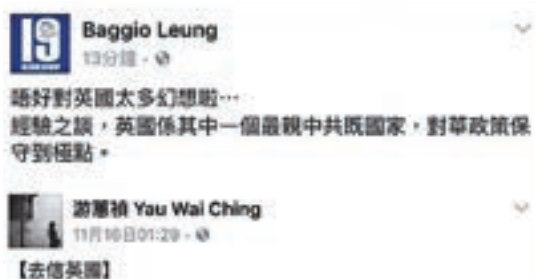 Baggio Leung
13分鐘
唔好對英國太多幻想啦…
經驗之談，英國係其中一個最親中共既國家，對華政策保
守到極點。
游蕙禎 Yau Wai Ching
11月16日01:29
【去信英國】